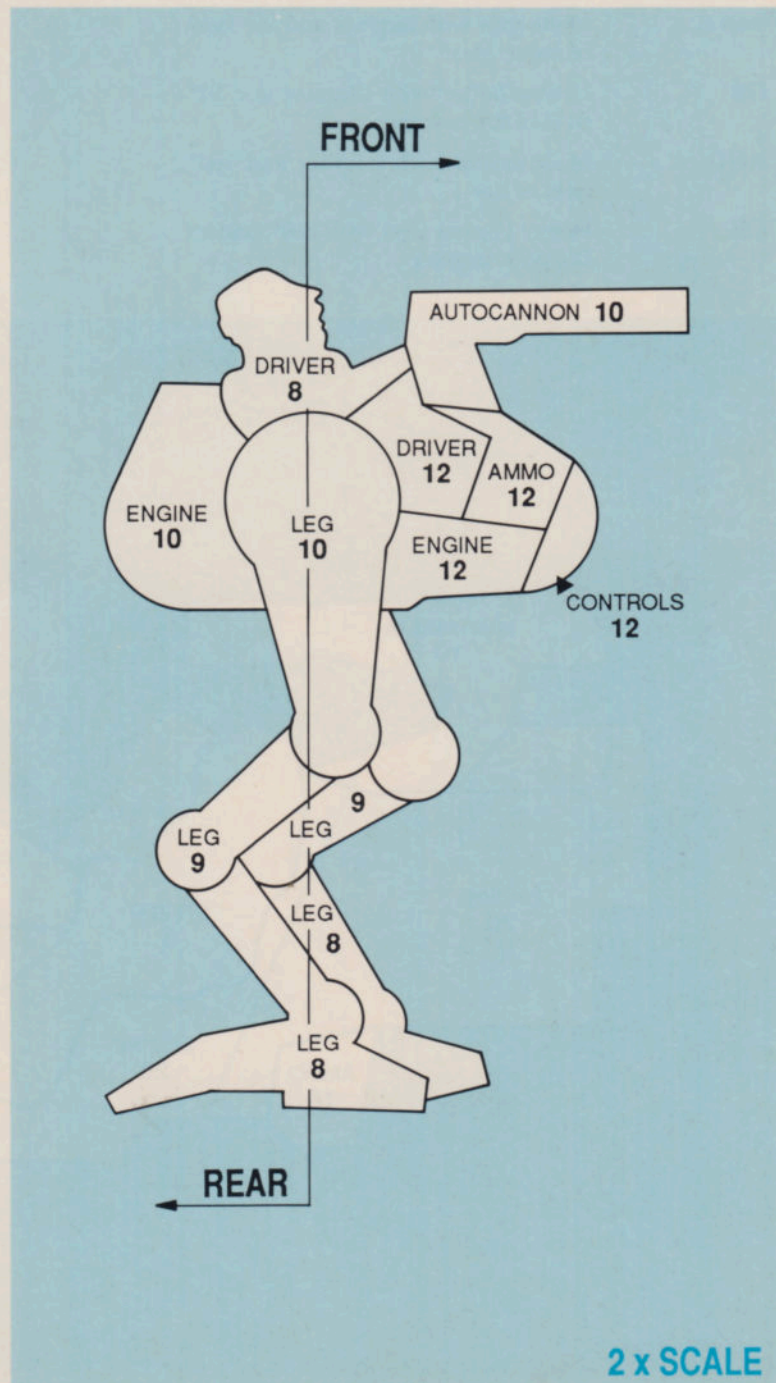 FRONT
AUTOCANNON 10
DRIVER
8
DRIVER
12
AMMO
12
ENGINE
10
LEG
10
ENGINE
12
CONTROLS
12
9
LEG
LEG
9
LEG
8
LEG
8
REAR
2 x SCALE